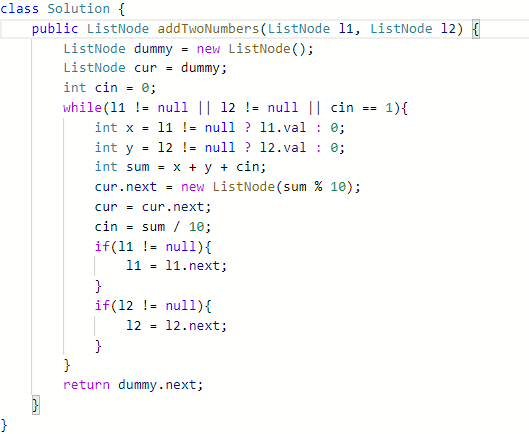 class Solution {
    public ListNode addTwoNumbers(ListNode l1, ListNode l2) {
        ListNode dummy = new ListNode();
        ListNode cur = dummy;
        int cin = 0;
        while(l1 != null || l2 != null || cin == 1){
            int x = l1 != null ? l1.val : 0;
            int y = l2 != null ? l2.val : 0;
            int sum = x + y + cin;
            cur.next = new ListNode(sum % 10);
            cur = cur.next;
            cin = sum / 10;
            if(l1 != null){
                l1 = l1.next;
            }
            if(l2 != null){
                l2 = l2.next;
            }
        }
        return dummy.next;
    }
}